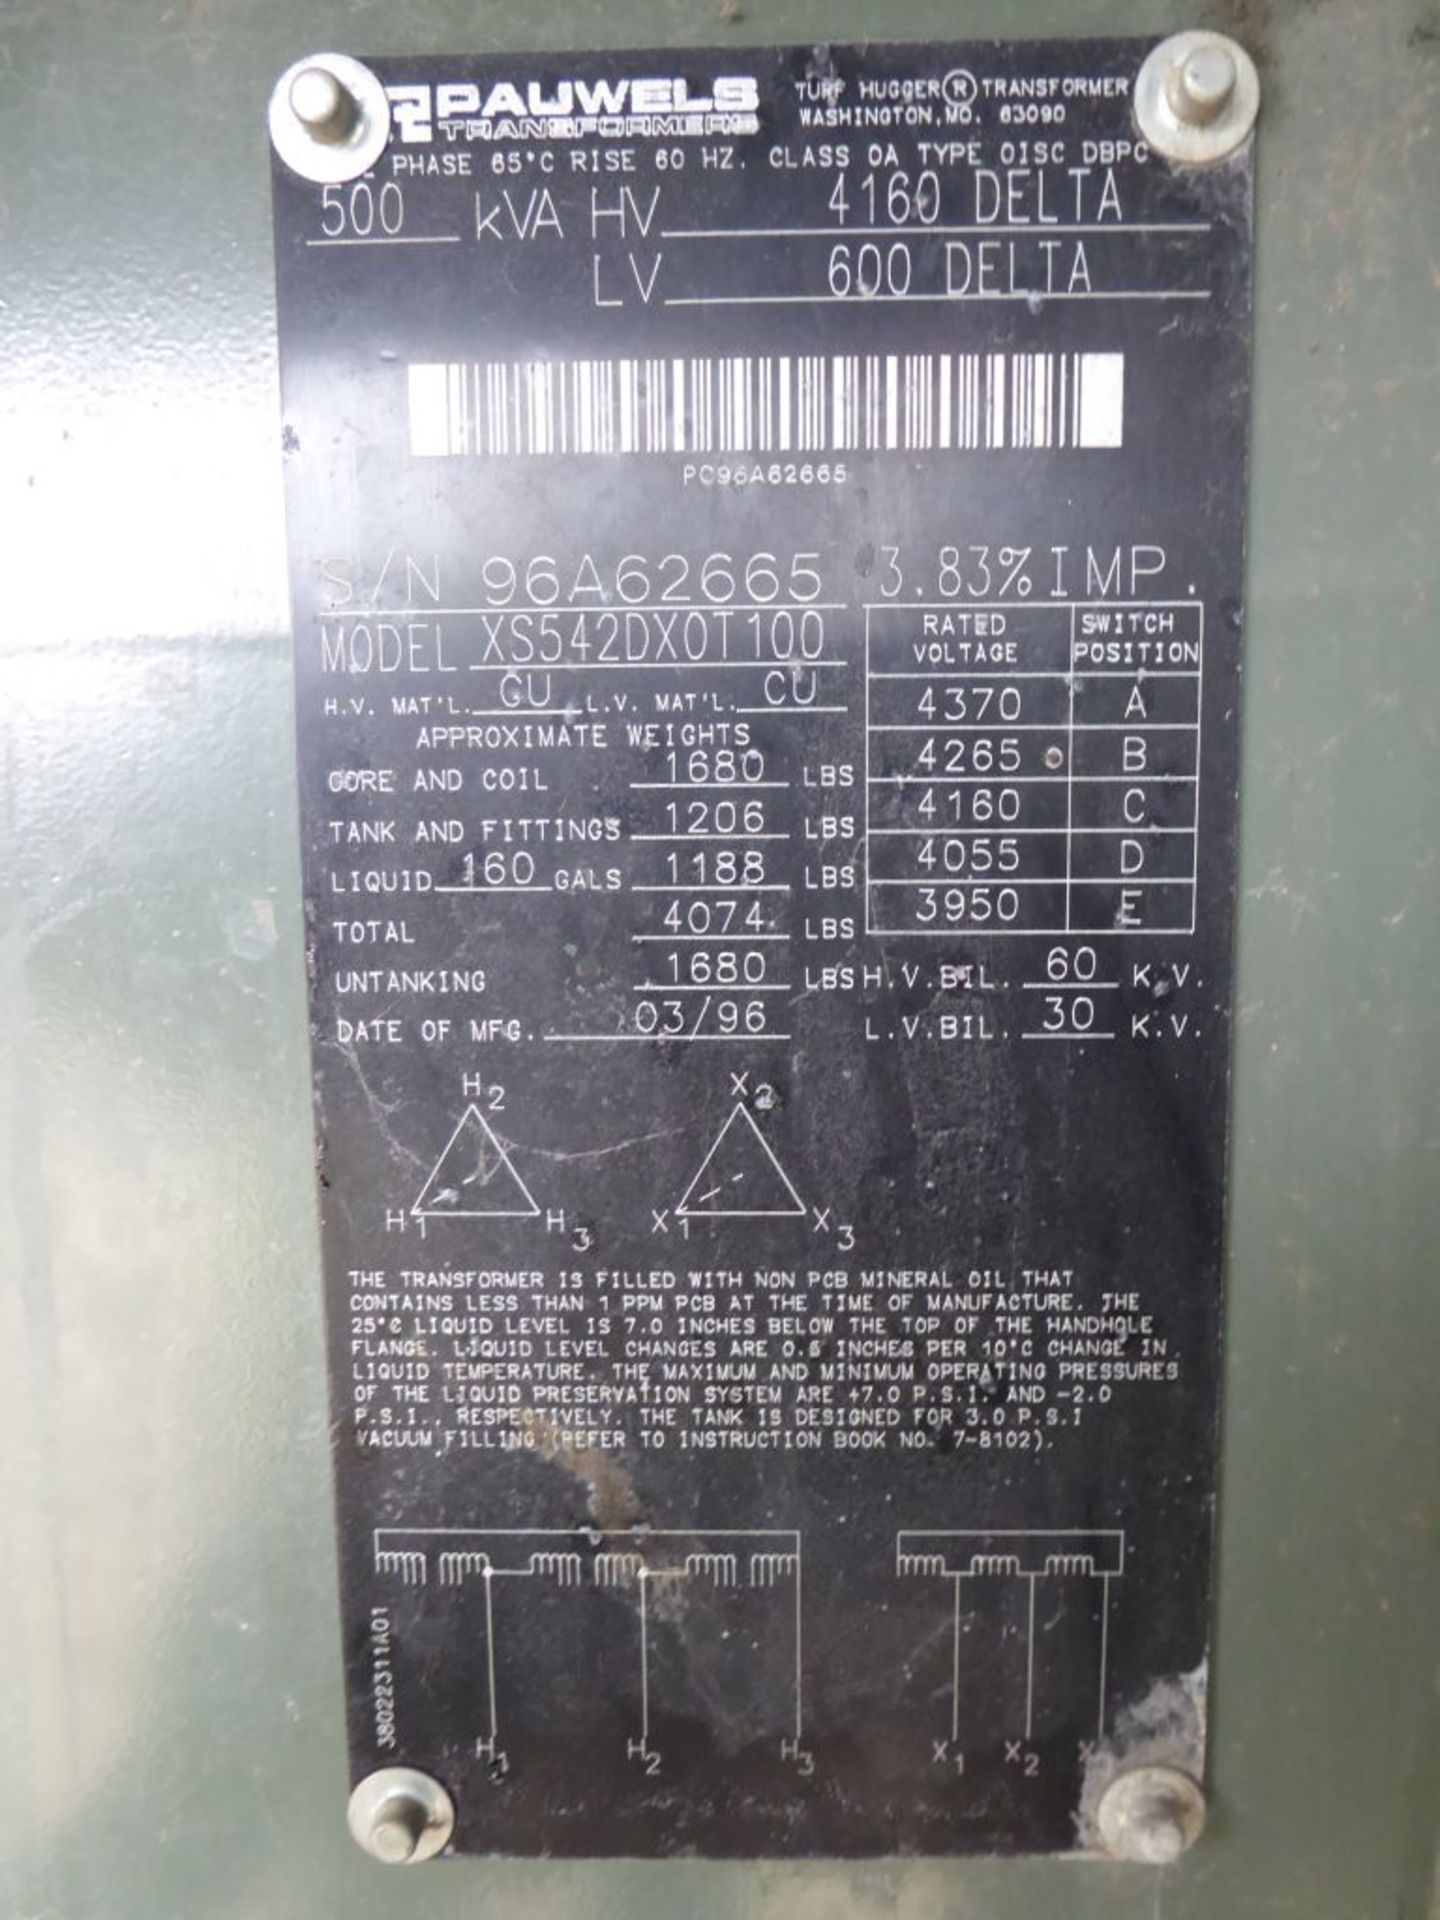 PAUWELS TURF HUGGER ® TRANSFORMER
TRANSFORMERS WASHINGTON, MO. 63090
PHASE 65°C RISE 60 HZ. CLASS OA TYPE OISC DBPC
500 kVA HV 4160 DELTA
LV 600 DELTA
PC96A62665
S/N 96A62665 3.83% IMP.
MODEL XS542DX0T100
H.V. MAT'L. CU L.V. MAT'L. CU
RATED VOLTAGE SWITCH POSITION
4370 A
4265 B
4160 C
4055 D
3950 E
APPROXIMATE WEIGHTS
CORE AND COIL 1680 LBS
TANK AND FITTINGS 1206 LBS
LIQUID 160 GALS 1188 LBS
TOTAL 4074 LBS
UNTANKING 1680 LBS H.V.BIL. 60 K.V.
DATE OF MFG. 03/96 L.V.BIL. 30 K.V.
H2 X2
H1 H3 X1 X3
THE TRANSFORMER IS FILLED WITH NON PCB MINERAL OIL THAT
CONTAINS LESS THAN 1 PPM PCB AT THE TIME OF MANUFACTURE. THE
25°C LIQUID LEVEL IS 7.0 INCHES BELOW THE TOP OF THE HANDHOLE
FLANGE. LIQUID LEVEL CHANGES ARE 0.5 INCHES PER 10°C CHANGE IN
LIQUID TEMPERATURE. THE MAXIMUM AND MINIMUM OPERATING PRESSURES
OF THE LIQUID PRESERVATION SYSTEM ARE +7.0 P.S.I. AND -2.0
P.S.I., RESPECTIVELY. THE TANK IS DESIGNED FOR 3.0 P.S.I
VACUUM FILLING (REFER TO INSTRUCTION BOOK NO. 7-8102).
38022311A01
H1 H2 H3 X1 X2 X